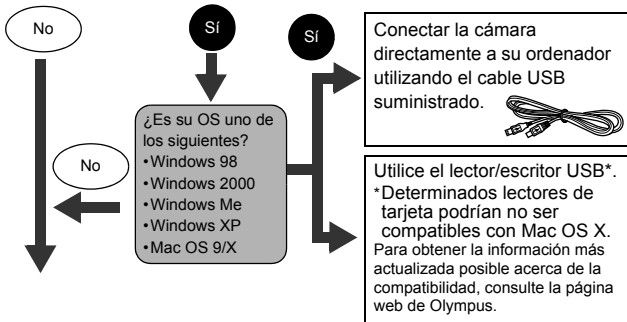 No
Sí
Sí
¿Es su OS uno de
los siguientes?
•Windows 98
•Windows 2000
•Windows Me
•Windows XP
•Mac OS 9/X
No
Conectar la cámara
directamente a su ordenador
utilizando el cable USB
suministrado.
Utilice el lector/escritor USB*.
*Determinados lectores de
tarjeta podrían no ser
compatibles con Mac OS X.
Para obtener la información más
actualizada posible acerca de la
compatibilidad, consulte la página
web de Olympus.